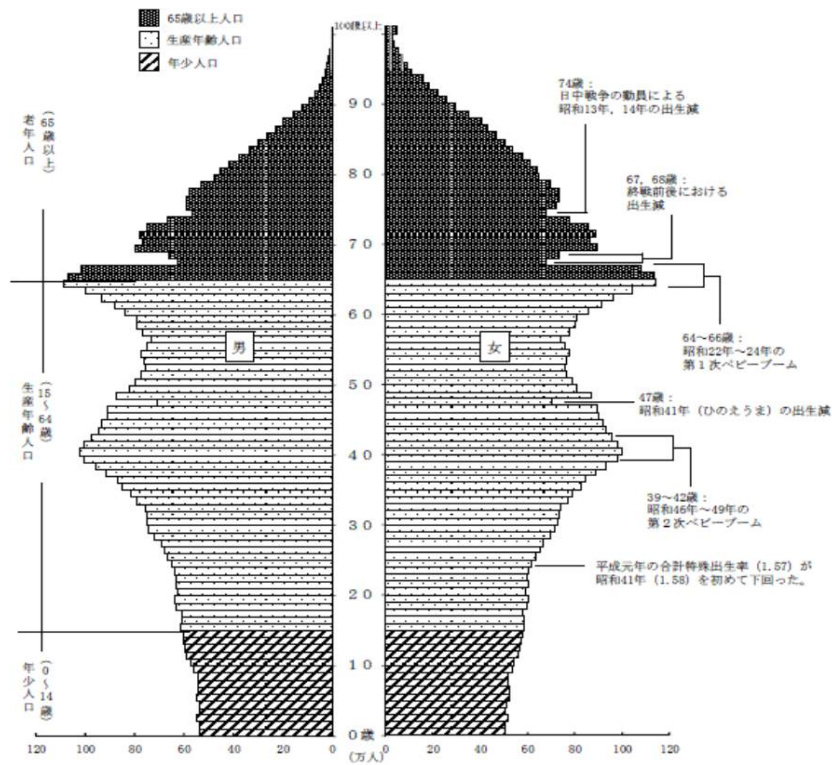 65歳以上人口
生産年齢人口
年少人口
100歳以上
90
80
70
60
50
40
30
20
10
0歳
老年人口
(65歳以上)
生産年齢人口
(15～64歳)
年少人口
(0～14歳)
男
女
74歳：
日中戦争の動員による
昭和13年，14年の出生減
67，68歳：
終戦前後における
出生減
64～66歳：
昭和22年～24年の
第１次ベビーブーム
47歳：
昭和41年（ひのえうま）の出生減
39～42歳：
昭和46年～49年の
第２次ベビーブーム
平成元年の合計特殊出生率（1.57）が
昭和41年（1.58）を初めて下回った。
120 100 80 60 40 20 0
(万人)
0 20 40 60 80 100 120